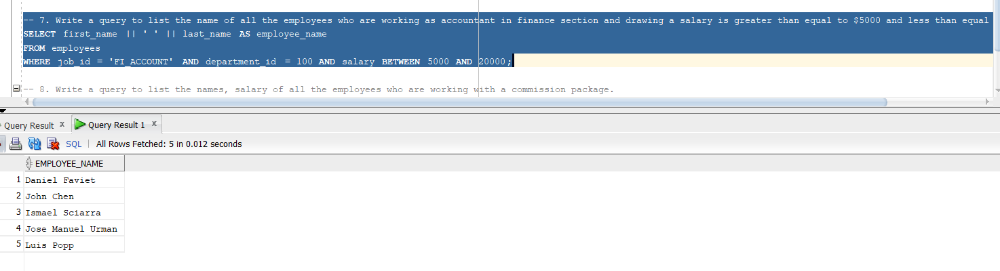 -- 7. Write a query to list the name of all the employees who are working as accountant in finance section and drawing a salary is greater than equal to $5000 and less than equal
SELECT first_name || ' ' || last_name AS employee_name
FROM employees
WHERE job_id = 'FI_ACCOUNT' AND department_id = 100 AND salary BETWEEN 5000 AND 20000;
-- 8. Write a query to list the names, salary of all the employees who are working with a commission package.
Query Result x Query Result 1 x
SQL | All Rows Fetched: 5 in 0.012 seconds
EMPLOYEE_NAME
1 Daniel Faviet
2 John Chen
3 Ismael Sciarra
4 Jose Manuel Urman
5 Luis Popp